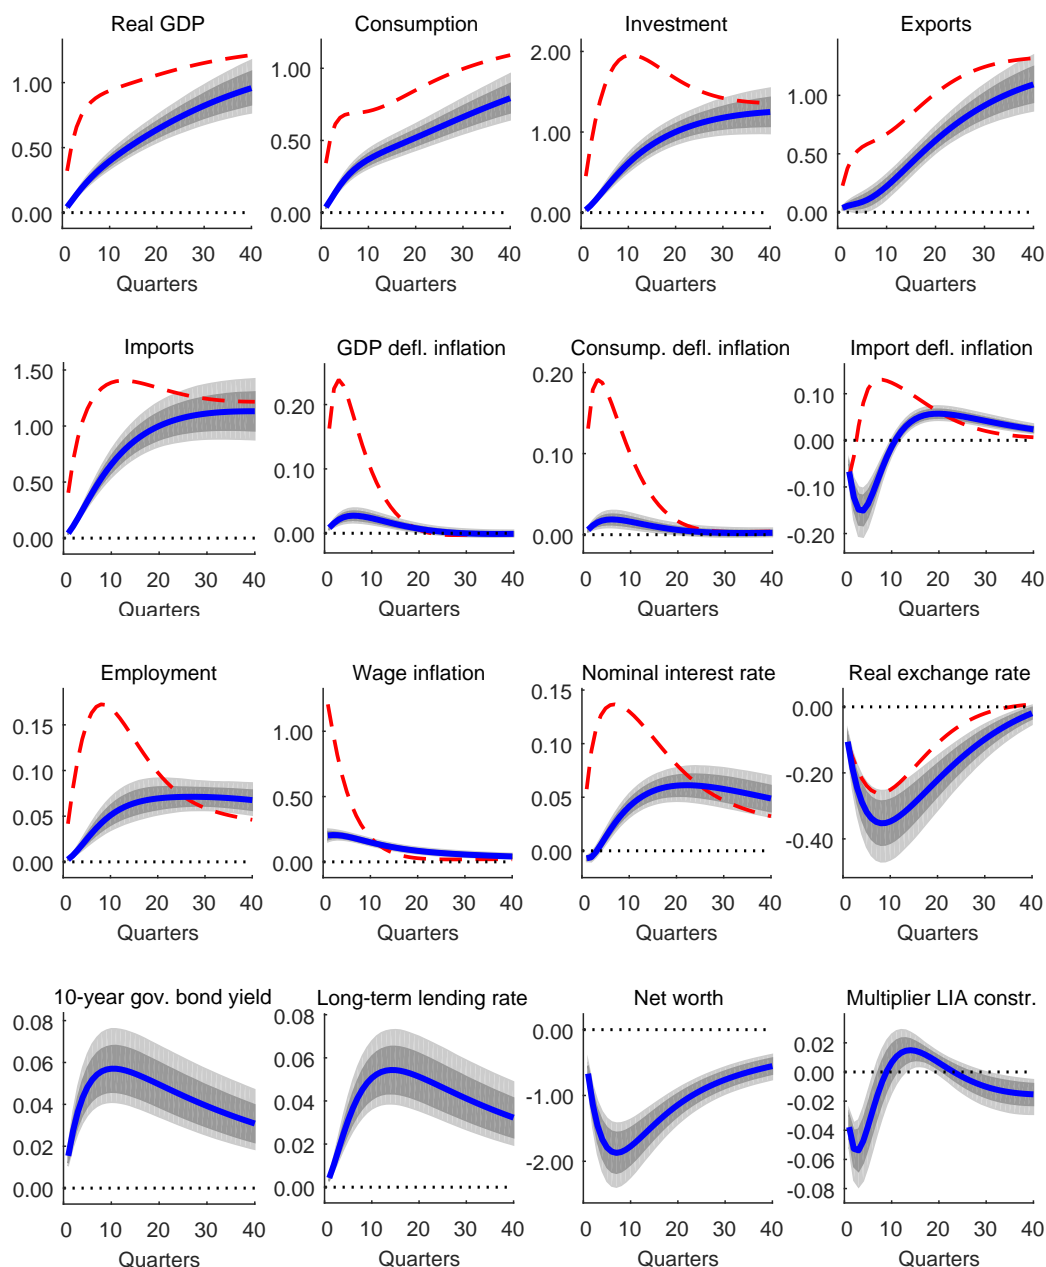 Real GDP
Consumption
Investment
Exports
1.00
0.50
0.00
1.00
0.50
0.00
2.00
1.00
0.00
1.00
0.50
0.00
0 10 20 30 40
0 10 20 30 40
0 10 20 30 40
0 10 20 30 40
Quarters
Quarters
Quarters
Quarters
Imports
GDP defl. inflation
Consump. defl. inflation
Import defl. inflation
1.50
1.00
0.50
0.00
0.20
0.10
0.00
0.20
0.10
0.00
0.10
0.00
-0.10
-0.20
0 10 20 30 40
0 10 20 30 40
0 10 20 30 40
0 10 20 30 40
Quarters
Quarters
Quarters
Quarters
Employment
Wage inflation
Nominal interest rate
Real exchange rate
0.15
0.10
0.05
0.00
1.00
0.50
0.00
0.15
0.10
0.05
0.00
0.00
-0.20
-0.40
0 10 20 30 40
0 10 20 30 40
0 10 20 30 40
0 10 20 30 40
Quarters
Quarters
Quarters
Quarters
10-year gov. bond yield
Long-term lending rate
Net worth
Multiplier LIA constr.
0.08
0.06
0.04
0.02
0.00
0.08
0.06
0.04
0.02
0.00
0.00
-1.00
-2.00
0.02
0.00
-0.02
-0.04
-0.06
-0.08
0 10 20 30 40
0 10 20 30 40
0 10 20 30 40
0 10 20 30 40
Quarters
Quarters
Quarters
Quarters